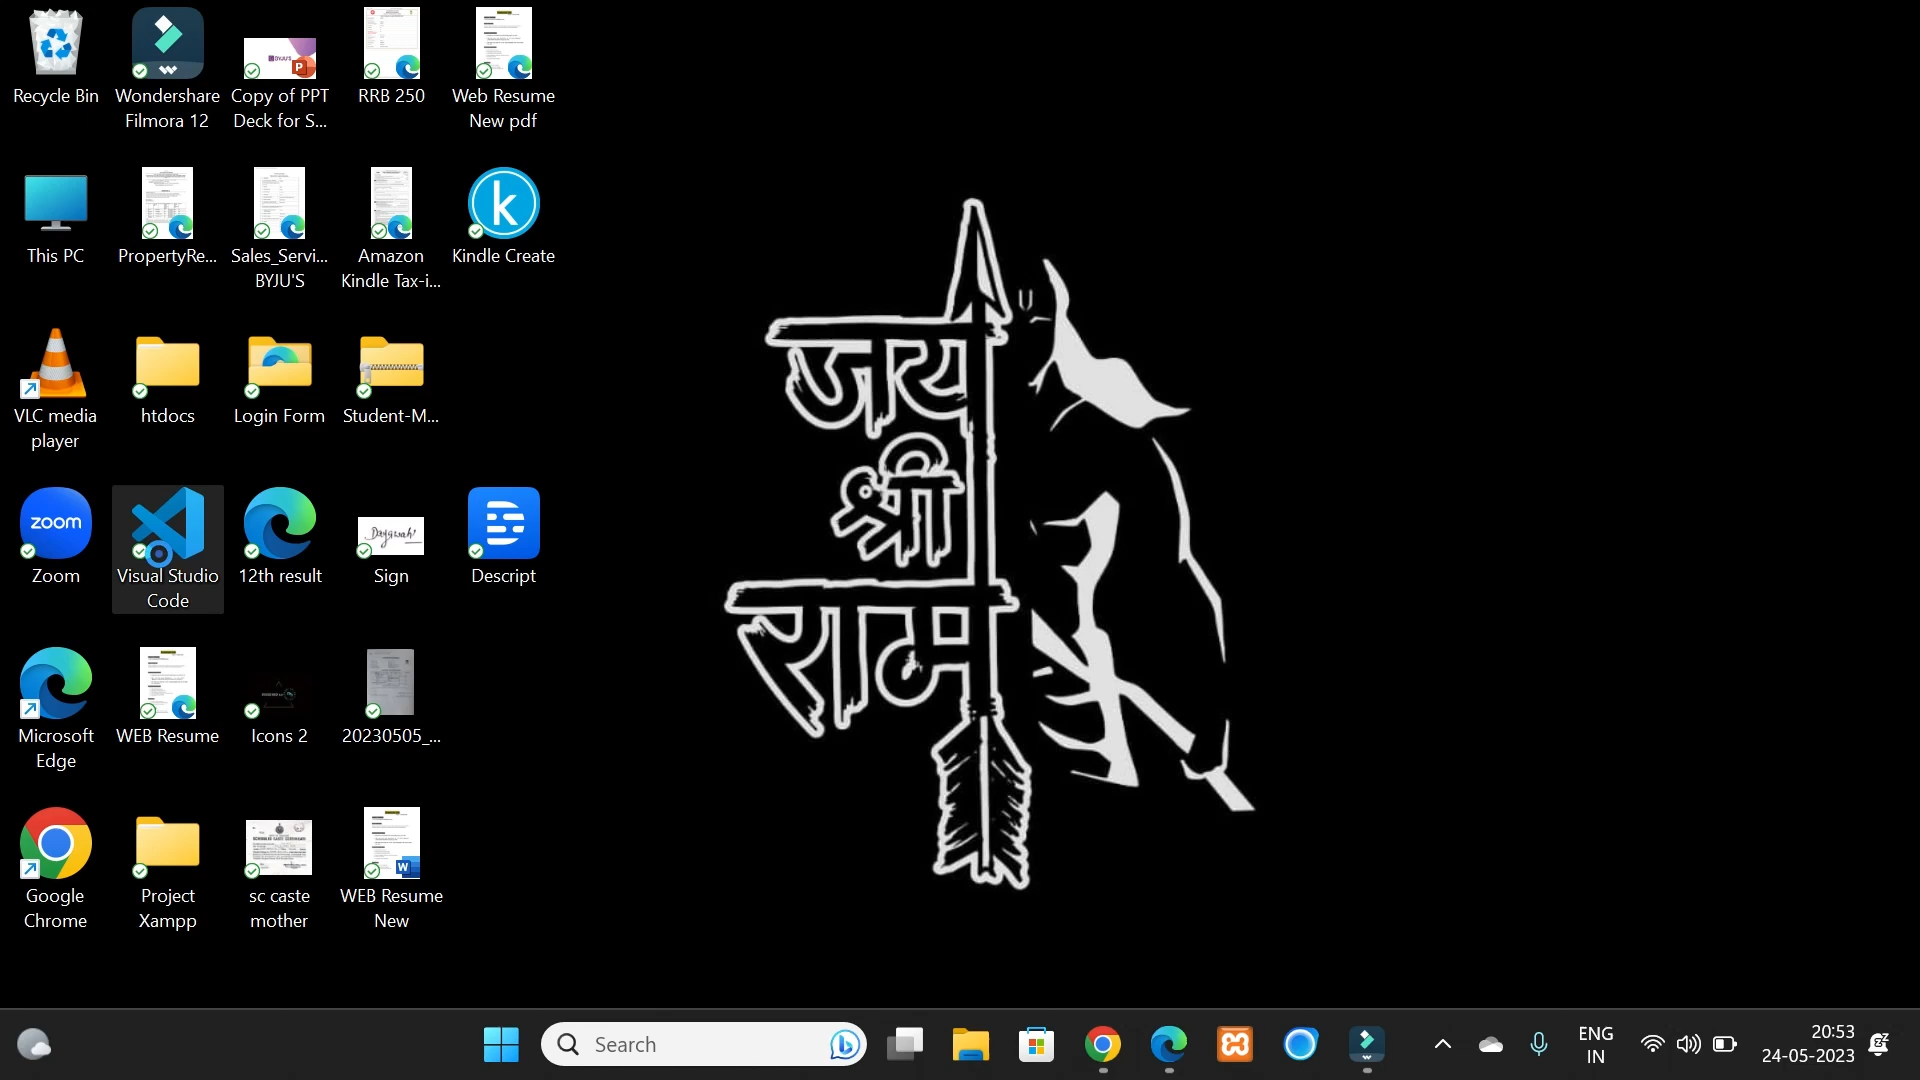 Recycle Bin
Wondershare
Filmora 12
Copy of PPT
Deck for S...
RRB 250
Web Resume
New pdf
This PC
PropertyRe...
Sales_Servi...
BYJU'S
Amazon
Kindle Tax-i...
Kindle Create
VLC media
player
htdocs
Login Form
Student-M...
zoom
Zoom
Visual Studio
Code
12th result
Sign
Descript
Microsoft
Edge
WEB Resume
Icons 2
20230505_...
Google
Chrome
Project
Xampp
sc caste
mother
WEB Resume
New
जय
श्री
राम
Search
ENG
IN
20:53
24-05-2023